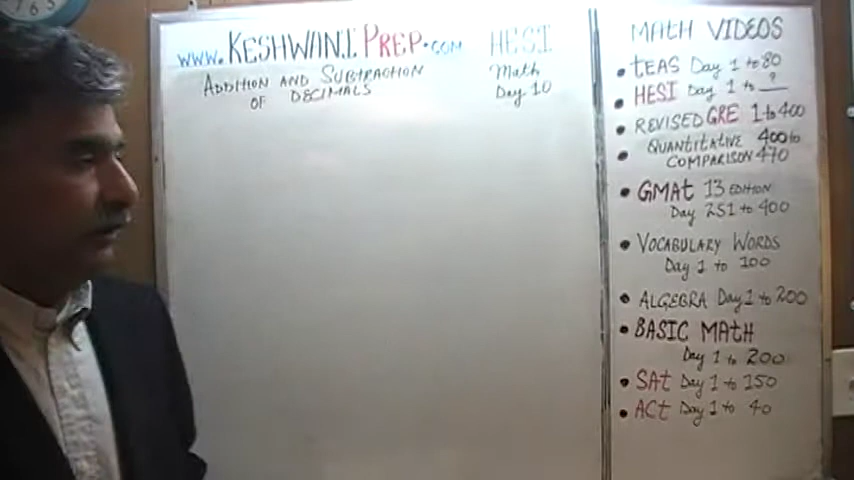 www.KESHWANI PREP.com
ADDITION AND SUBTRACTION
OF DECIMALS
HESI
Math
Day 10
MATH VIDEOS
• TEAS Day 1 to 80
• HESI Day 1 to ?
• REVISED GRE 1 to 400
• QUANTITATIVE 400 to
COMPARISON 470
• GMAT 13 EDITION
Day 251 to 400
• VOCABULARY WORDS
Day 1 to 100
• ALGEBRA Day 1 to 200
• BASIC MATH
Day 1 to 200
• SAT Day 1 to 150
• ACT Day 1 to 40
7 6 5